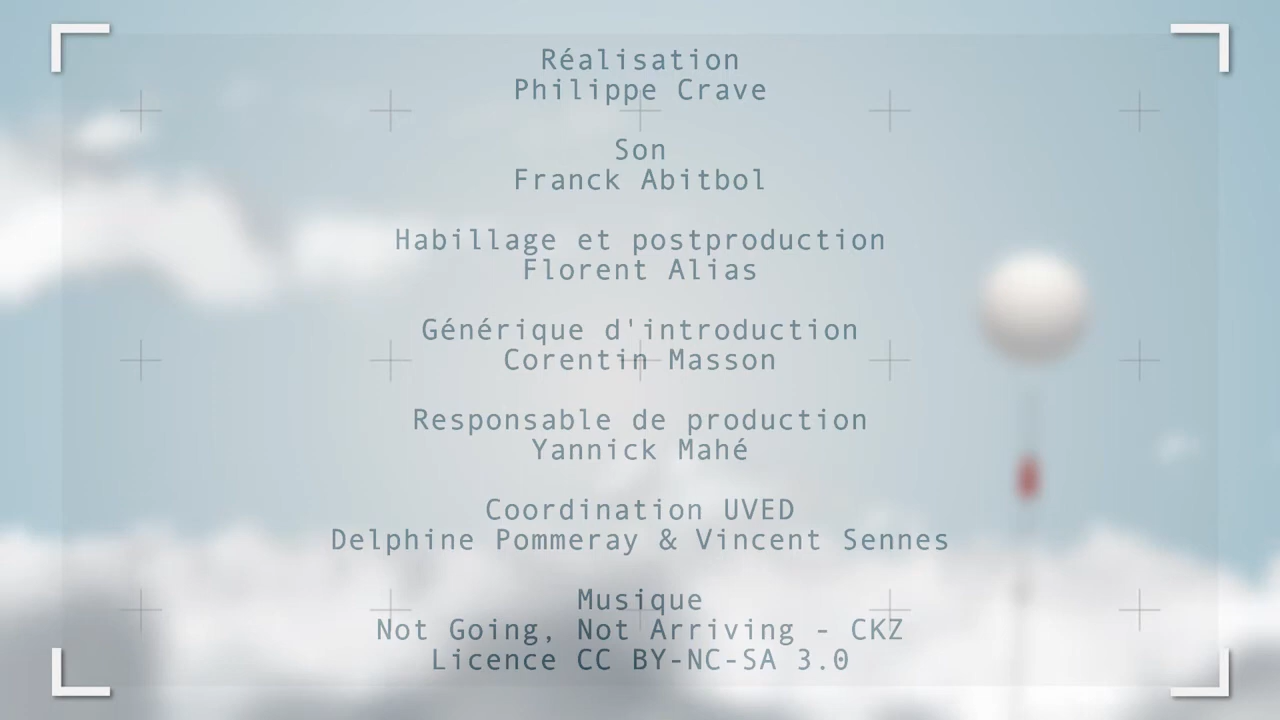 Réalisation
Philippe Crave
Son
Franck Abitbol
Habillage et postproduction
Florent Alias
Générique d'introduction
Corentin Masson
Responsable de production
Yannick Mahé
Coordination UVED
Delphine Pommeray & Vincent Sennes
Musique
Not Going, Not Arriving - CKZ
Licence CC BY-NC-SA 3.0